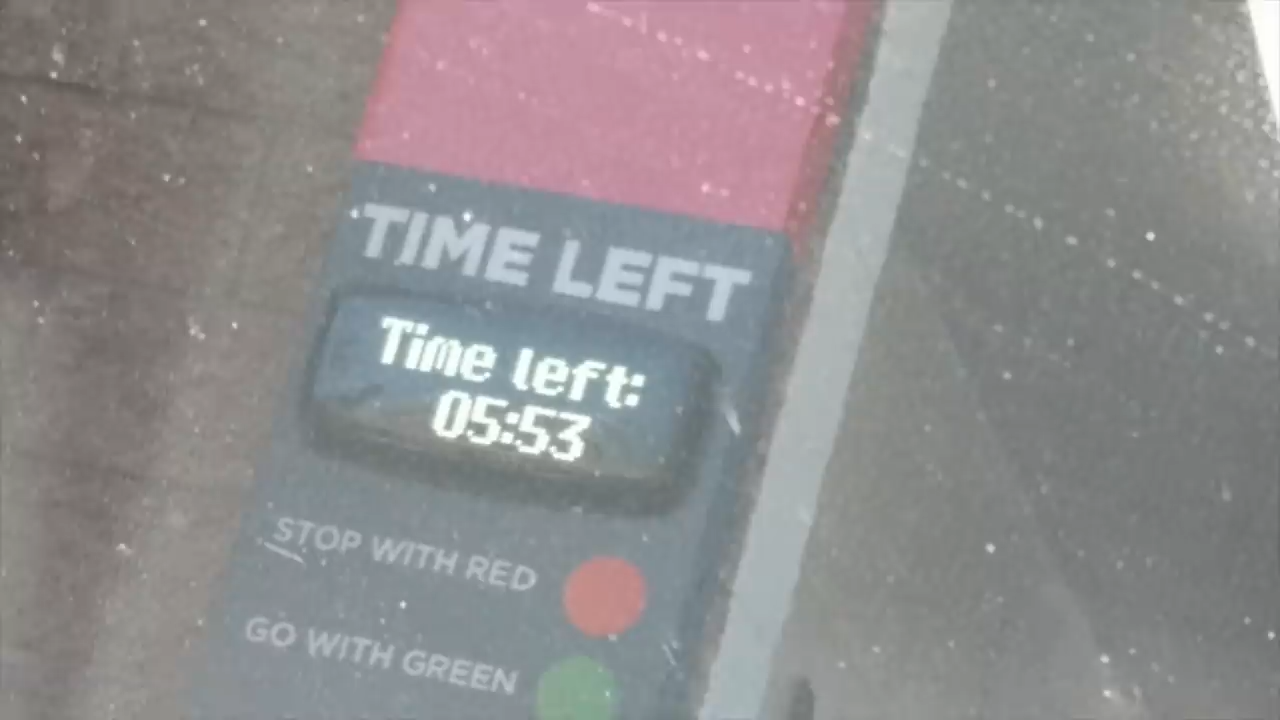 TIME LEFT
Time left:
05:53
STOP WITH RED
GO WITH GREEN